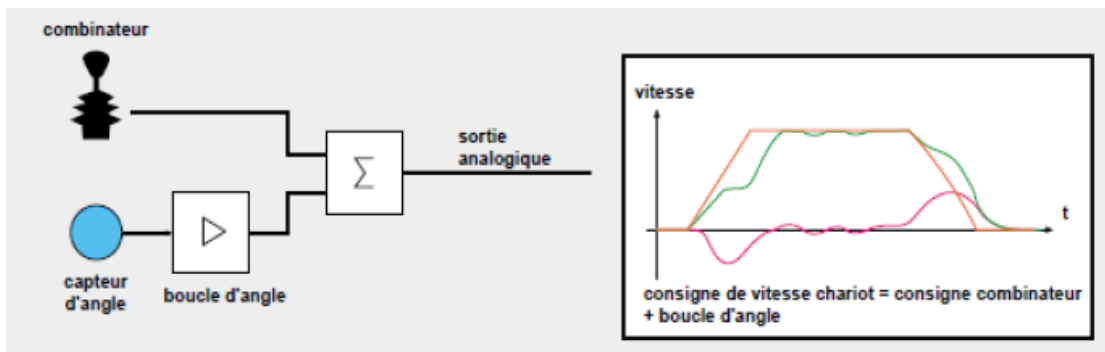 combinateur
capteur
d'angle
boucle d'angle
Σ
sortie
analogique
vitesse
t
consigne de vitesse chariot = consigne combinateur
+ boucle d'angle